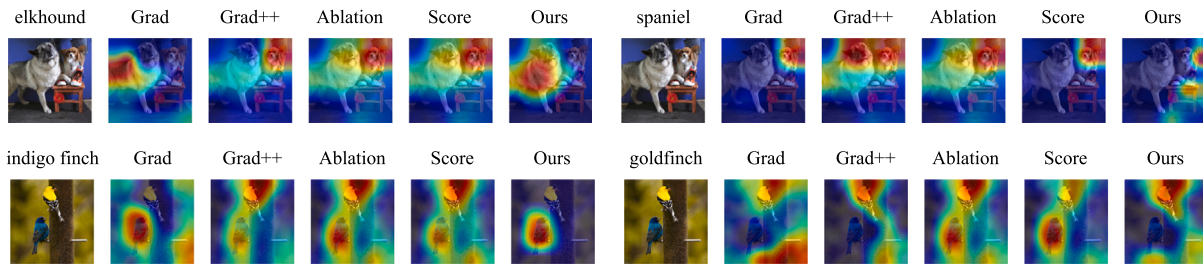 elkhound Grad Grad++ Ablation Score Ours spaniel Grad Grad++ Ablation Score Ours
indigo finch Grad Grad++ Ablation Score Ours goldfinch Grad Grad++ Ablation Score Ours